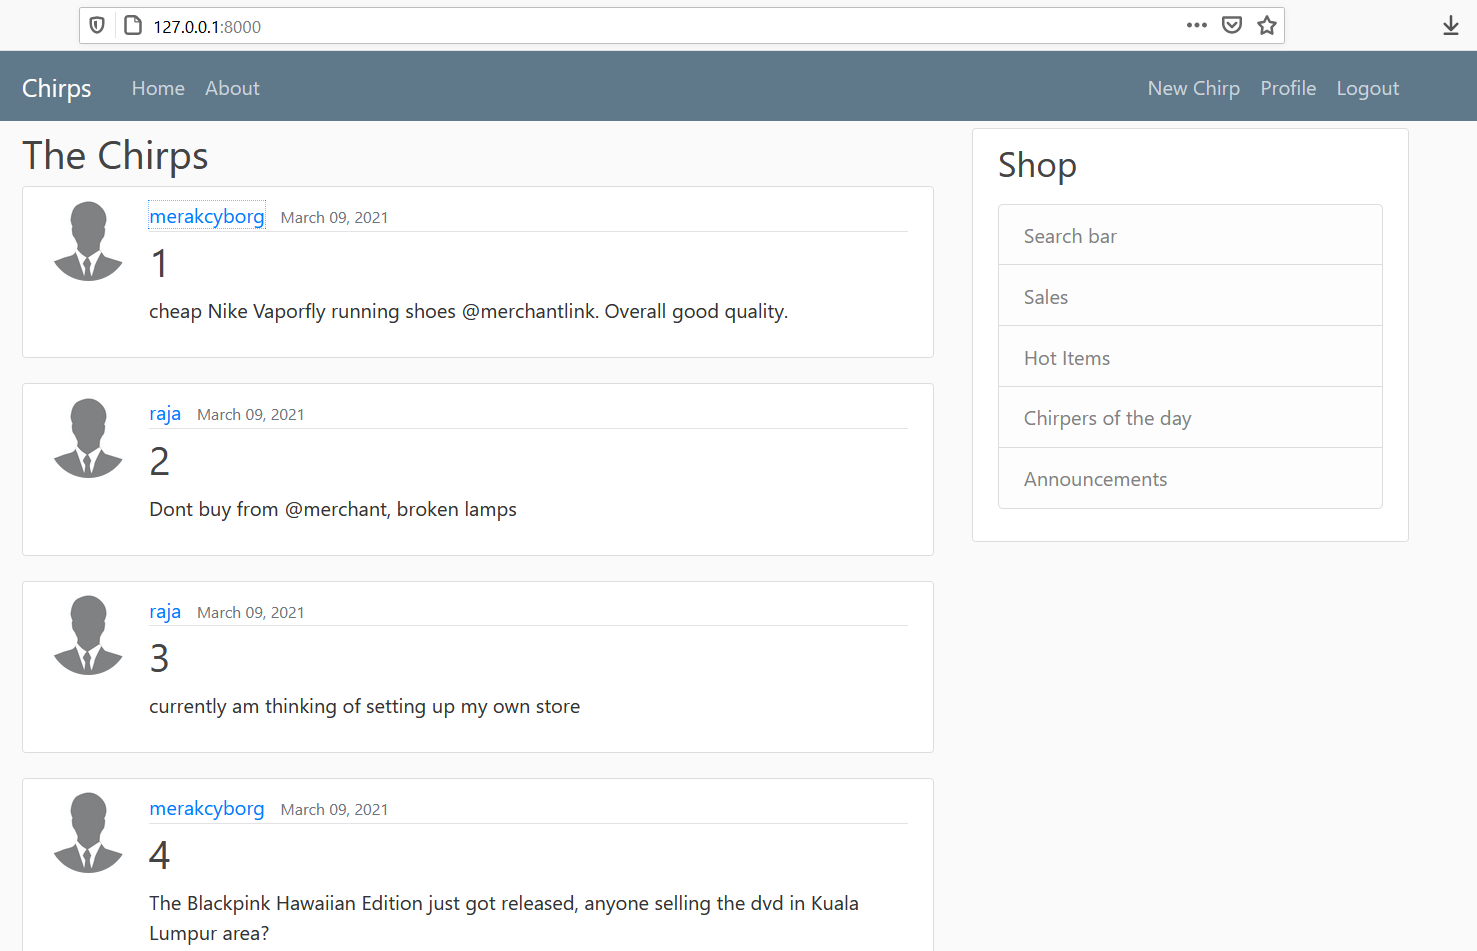 127.0.0.1:8000
Chirps Home About New Chirp Profile Logout
The Chirps
merakcyborg March 09, 2021
1
cheap Nike Vaporfly running shoes @merchantlink. Overall good quality.
raja March 09, 2021
2
Dont buy from @merchant, broken lamps
raja March 09, 2021
3
currently am thinking of setting up my own store
merakcyborg March 09, 2021
4
The Blackpink Hawaiian Edition just got released, anyone selling the dvd in Kuala
Lumpur area?
Shop
Search bar
Sales
Hot Items
Chirpers of the day
Announcements